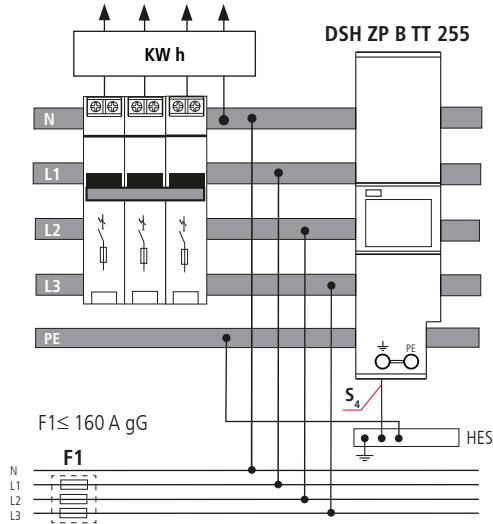 KW h
DSH ZP B TT 255
N
L1
L2
L3
PE
PE
S4
F1≤ 160 A gG
HES
F1
N
L1
L2
L3